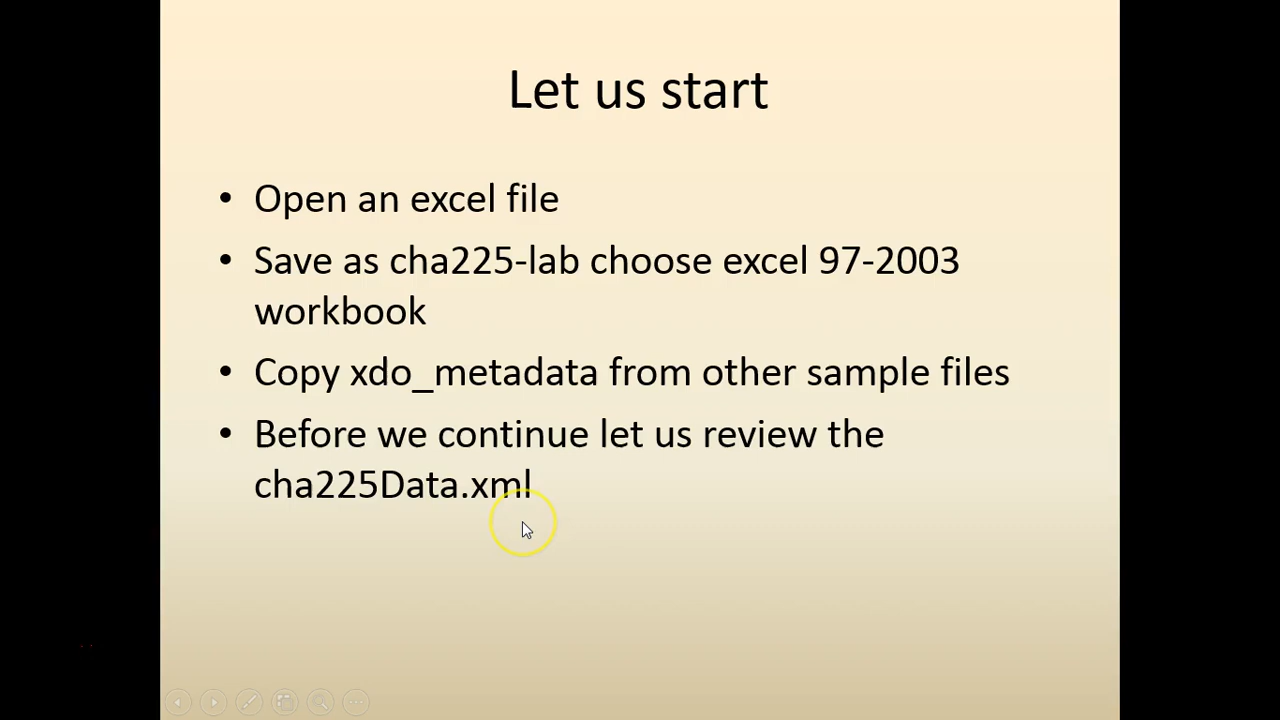 Let us start
• Open an excel file
• Save as cha225-lab choose excel 97-2003
workbook
• Copy xdo_metadata from other sample files
• Before we continue let us review the
cha225Data.xml